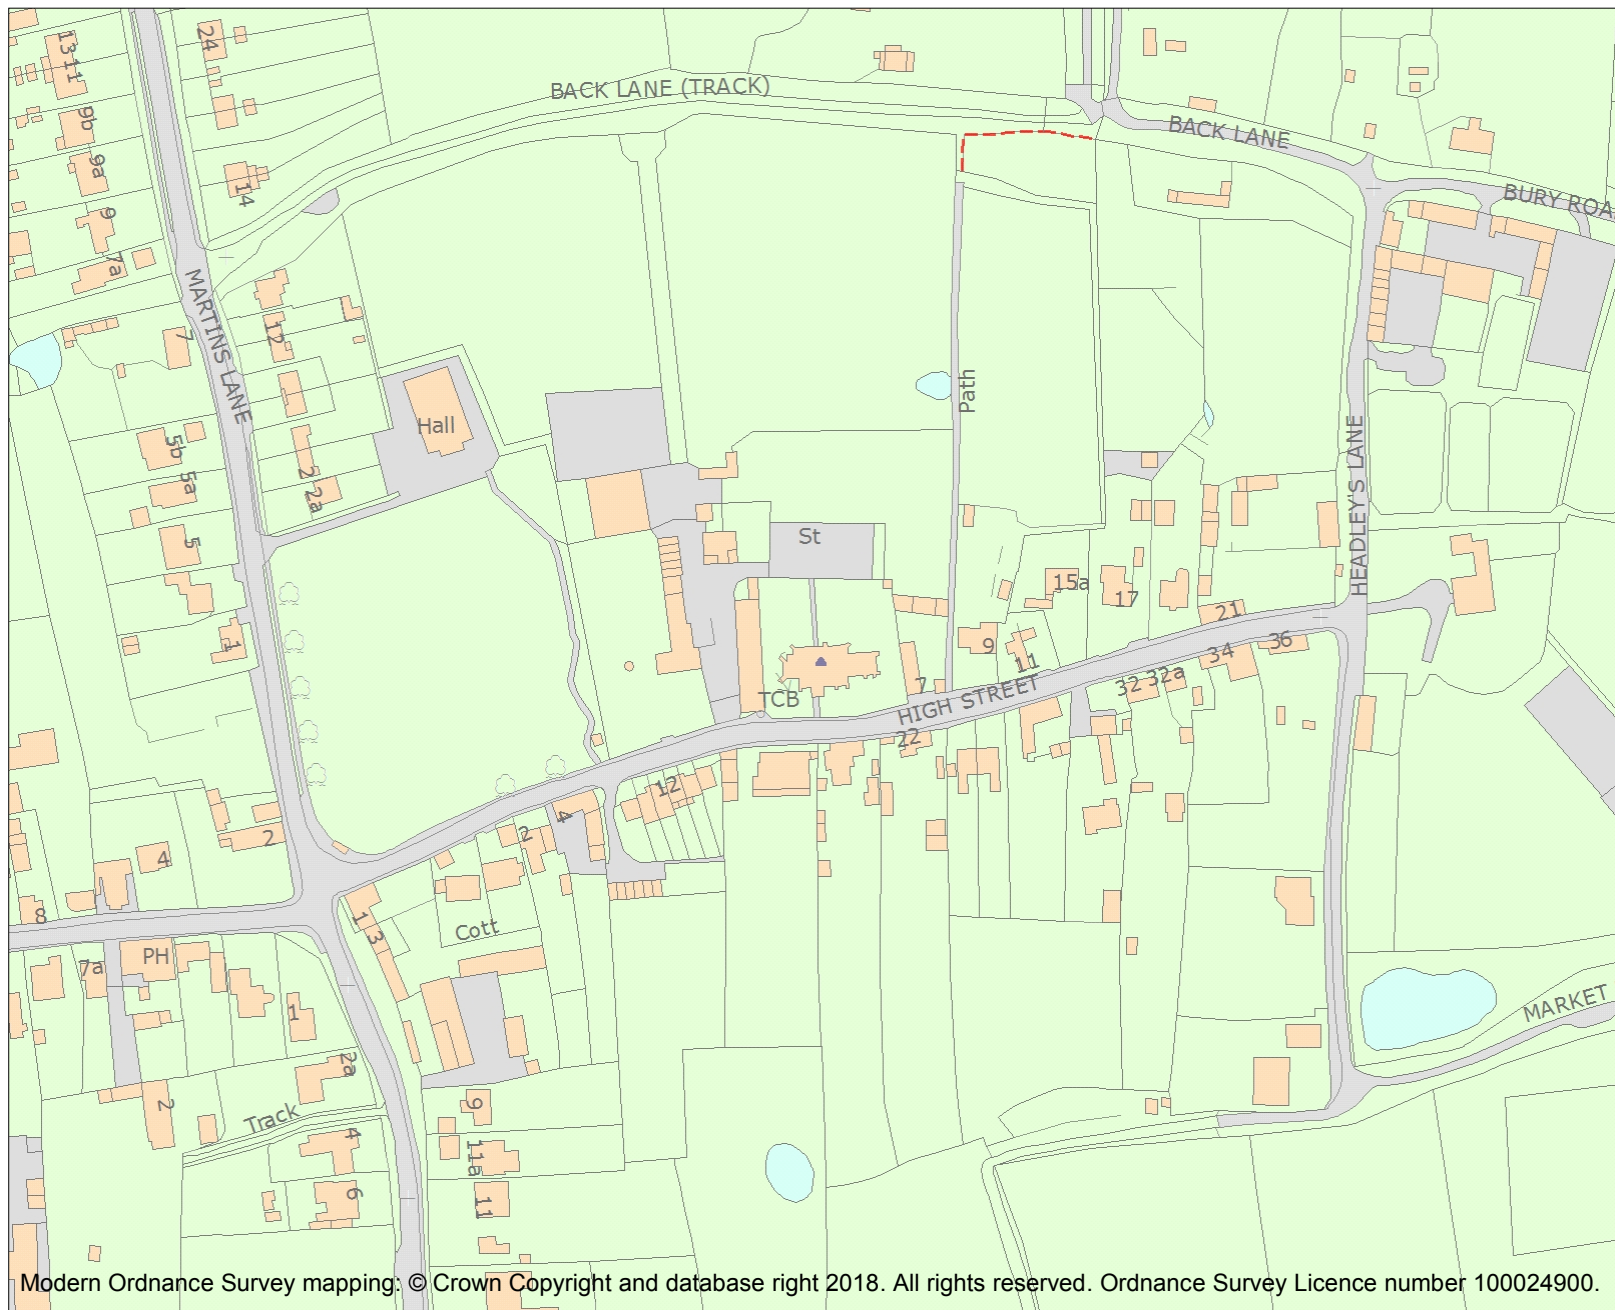 24
13
11
BACK LANE (TRACK)
9b
BACK LANE
9a
14
BURY ROA
9
7a
MARTINS LANE
12
7
Path
Hall
HEADLEY'S LANE
5b
5a
2
2a
5
St
15a
17
21
1
9
11
34
36
32
32a
7
TCB
HIGH STREET
22
12
4
2
2
4
8
1
3
Cott
PH
7a
1
MARKET
2a
2
Track
9
4
11a
6
11
Modern Ordnance Survey mapping: © Crown Copyright and database right 2018. All rights reserved. Ordnance Survey Licence number 100024900.